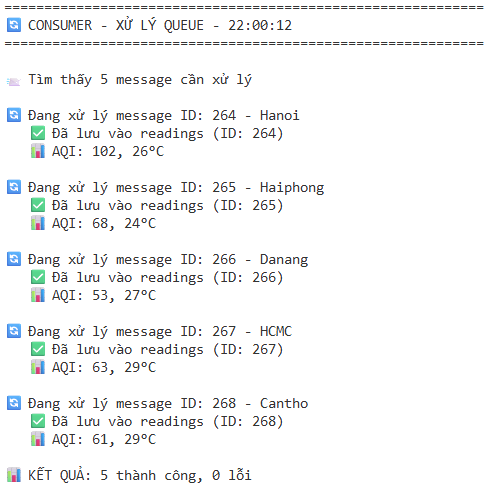 ============================================================
🔄 CONSUMER - XỬ LÝ QUEUE - 22:00:12
============================================================
📨 Tìm thấy 5 message cần xử lý
🔄 Đang xử lý message ID: 264 - Hanoi
✅ Đã lưu vào readings (ID: 264)
📊 AQI: 102, 26°C
🔄 Đang xử lý message ID: 265 - Haiphong
✅ Đã lưu vào readings (ID: 265)
📊 AQI: 68, 24°C
🔄 Đang xử lý message ID: 266 - Danang
✅ Đã lưu vào readings (ID: 266)
📊 AQI: 53, 27°C
🔄 Đang xử lý message ID: 267 - HCMC
✅ Đã lưu vào readings (ID: 267)
📊 AQI: 63, 29°C
🔄 Đang xử lý message ID: 268 - Cantho
✅ Đã lưu vào readings (ID: 268)
📊 AQI: 61, 29°C
📊 KẾT QUẢ: 5 thành công, 0 lỗi